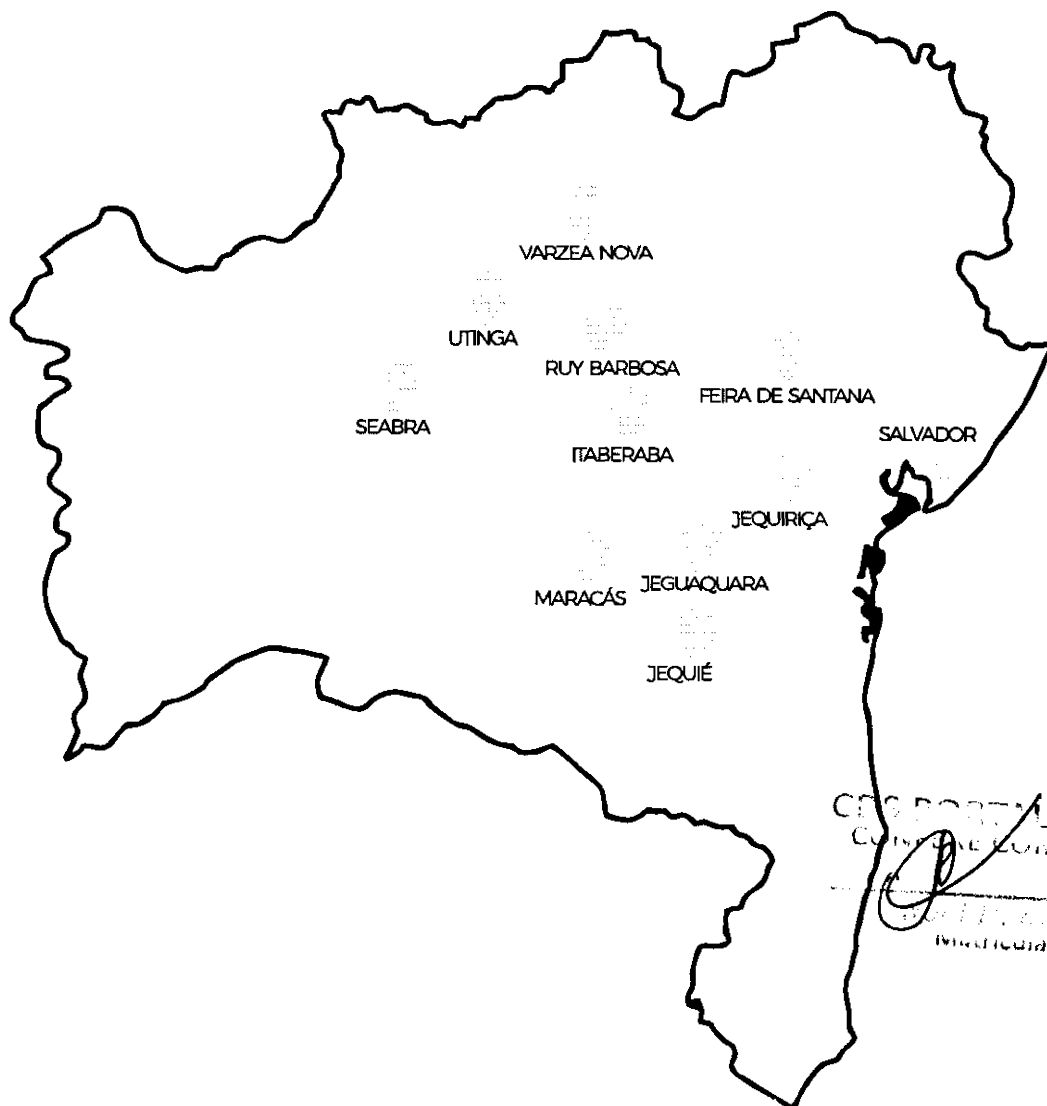 VARZEA NOVA
UTINGA
RUY BARBOSA
FEIRA DE SANTANA
SEABRA
SALVADOR
ITABERABA
JEQUIRIÇA
MARACÁS
JEGUAQUARA
JEQUIÉ